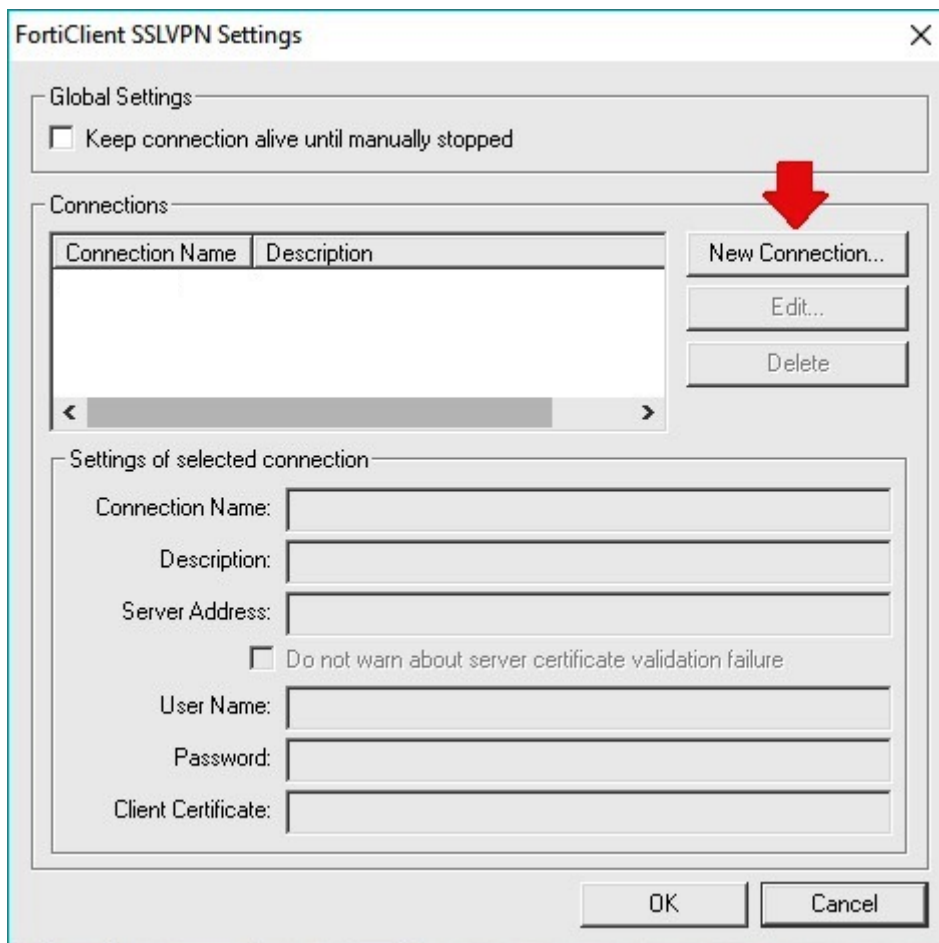 FortiClient SSLVPN Settings
Global Settings
Keep connection alive until manually stopped
Connections
Connection Name Description
New Connection...
Edit...
Delete
Settings of selected connection
Connection Name:
Description:
Server Address:
Do not warn about server certificate validation failure
User Name:
Password:
Client Certificate:
OK Cancel